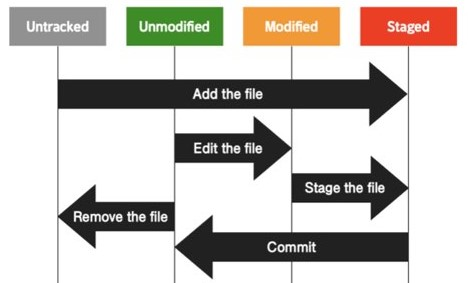 Untracked Unmodified Modified Staged
Add the file
Edit the file
Stage the file
Remove the file
Commit